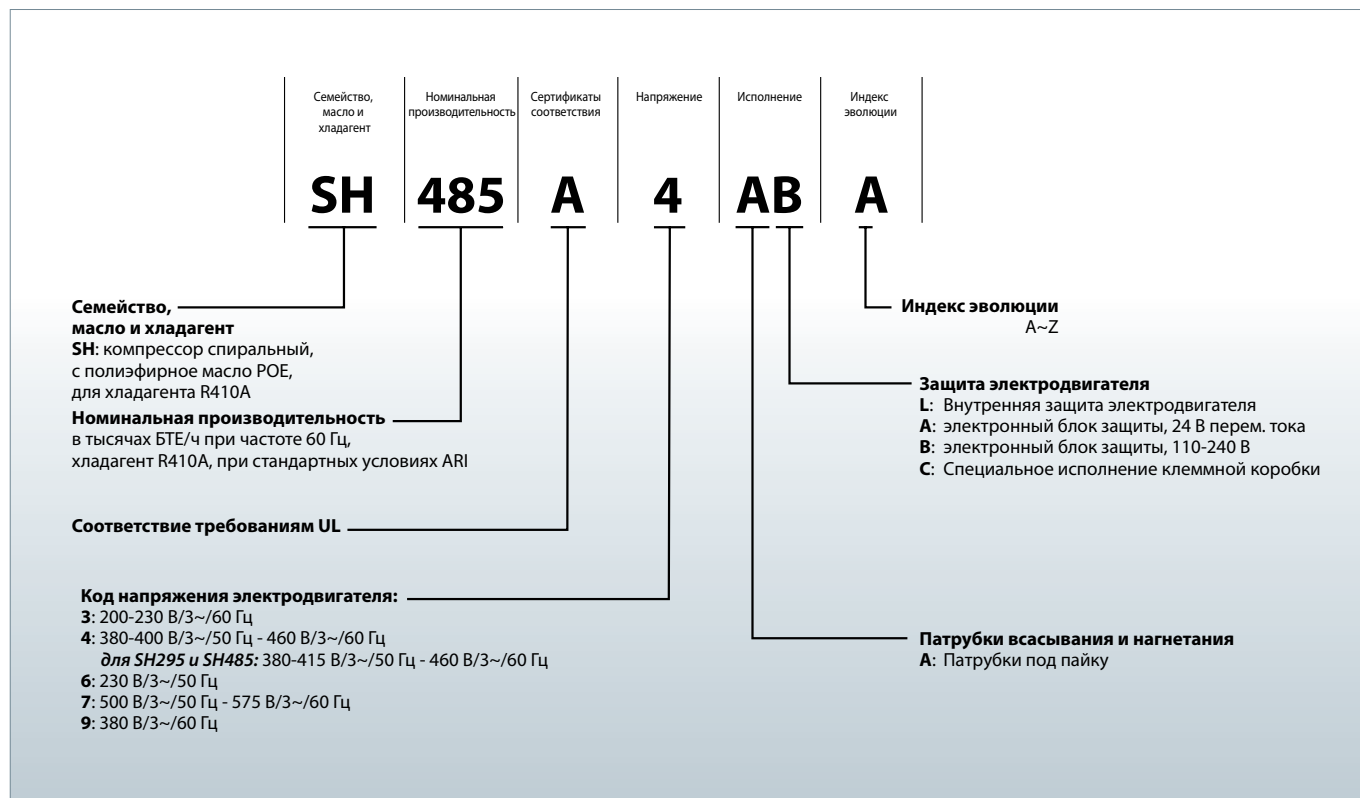 Семейство,
масло и
хладагент
Номинальная
производительность
Сертификаты
соответствия
Напряжение
Исполнение
Индекс
эволюции
SH
485
A
4
AB
A
Семейство,
масло и хладагент
SH: компрессор спиральный,
с полиэфирное масло POE,
для хладагента R410A
Номинальная производительность
в тысячах БТЕ/ч при частоте 60 Гц,
хладагент R410A, при стандартных условиях ARI
Соответствие требованиям UL
Код напряжения электродвигателя:
3: 200-230 В/3~/60 Гц
4: 380-400 В/3~/50 Гц - 460 В/3~/60 Гц
для SH295 и SH485: 380-415 В/3~/50 Гц - 460 В/3~/60 Гц
6: 230 В/3~/50 Гц
7: 500 В/3~/50 Гц - 575 В/3~/60 Гц
9: 380 В/3~/60 Гц
Индекс эволюции
A~Z
Защита электродвигателя
L: Внутренняя защита электродвигателя
A: электронный блок защиты, 24 В перем. тока
B: электронный блок защиты, 110-240 В
C: Специальное исполнение клеммной коробки
Патрубки всасывания и нагнетания
A: Патрубки под пайку